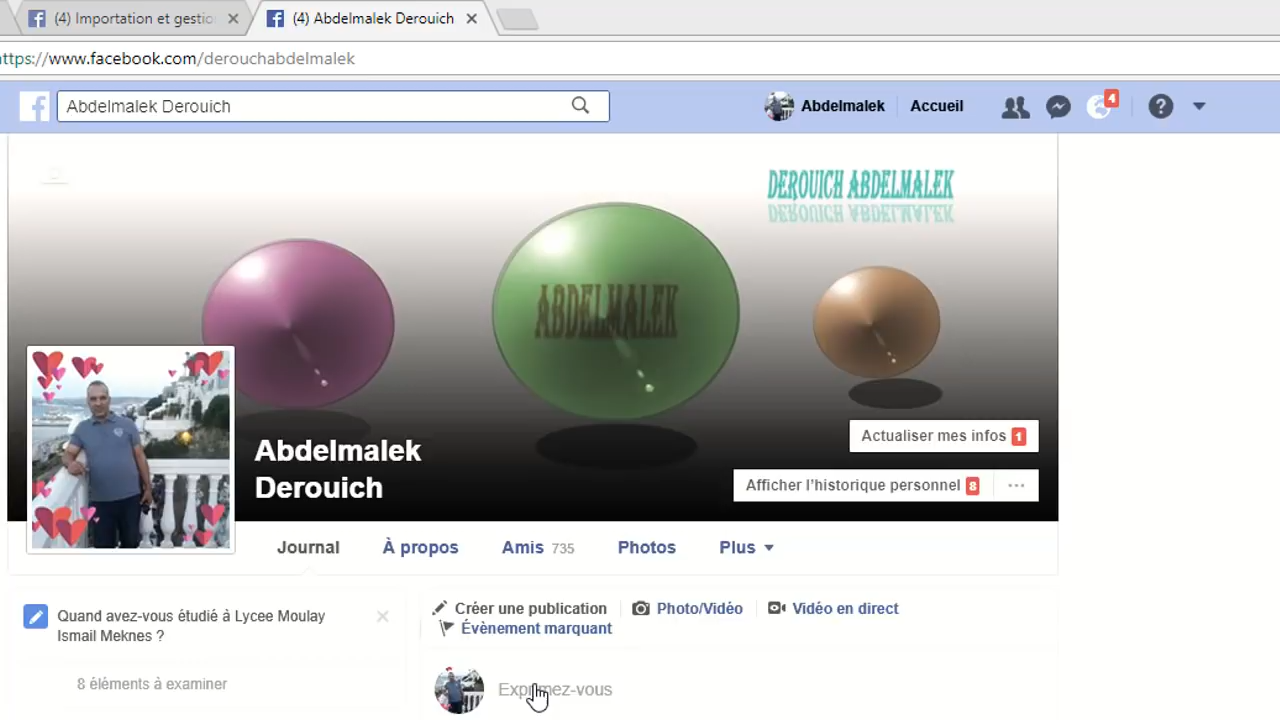 (4) Importation et gestio
(4) Abdelmalek Derouich
https://www.facebook.com/derouchabdelmalek
Abdelmalek Derouich
Abdelmalek
Accueil
4
?
DEROUICH ABDELMALEK
ABDELMALEK
Actualiser mes infos 1
Abdelmalek
Derouich
Afficher l'historique personnel 8 ...
Journal
À propos
Amis 735
Photos
Plus
Quand avez-vous étudié à Lycee Moulay
Ismail Meknes ?
8 éléments à examiner
Créer une publication
Photo/Vidéo
Vidéo en direct
Évènement marquant
Exprimez-vous